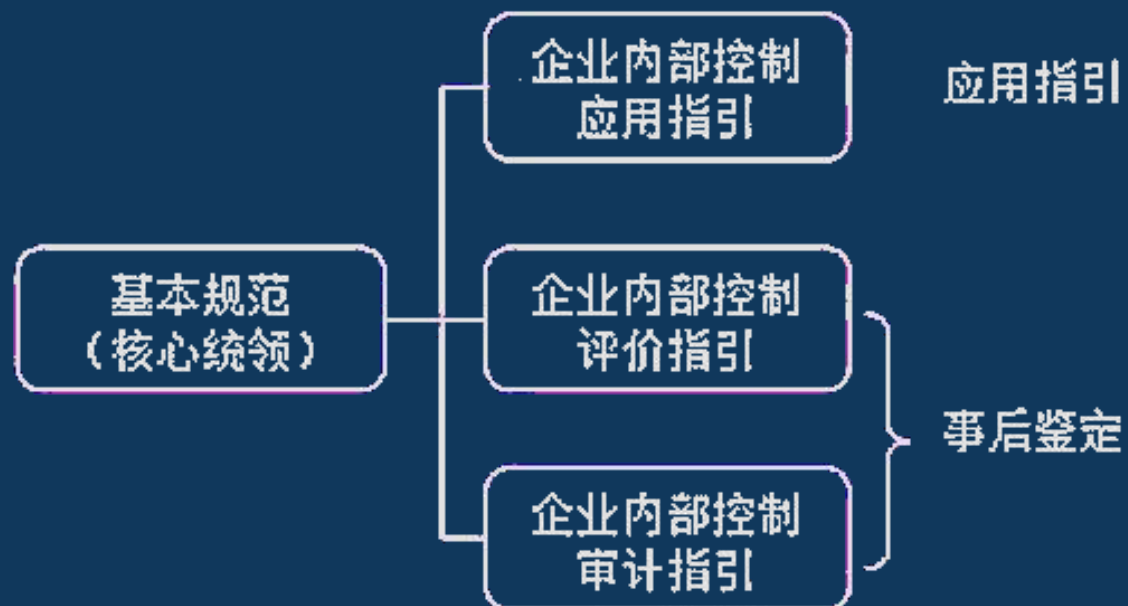 企业内部控制
应用指引
应用指引
基本规范
（核心统领）
企业内部控制
评价指引
事后鉴定
企业内部控制
审计指引